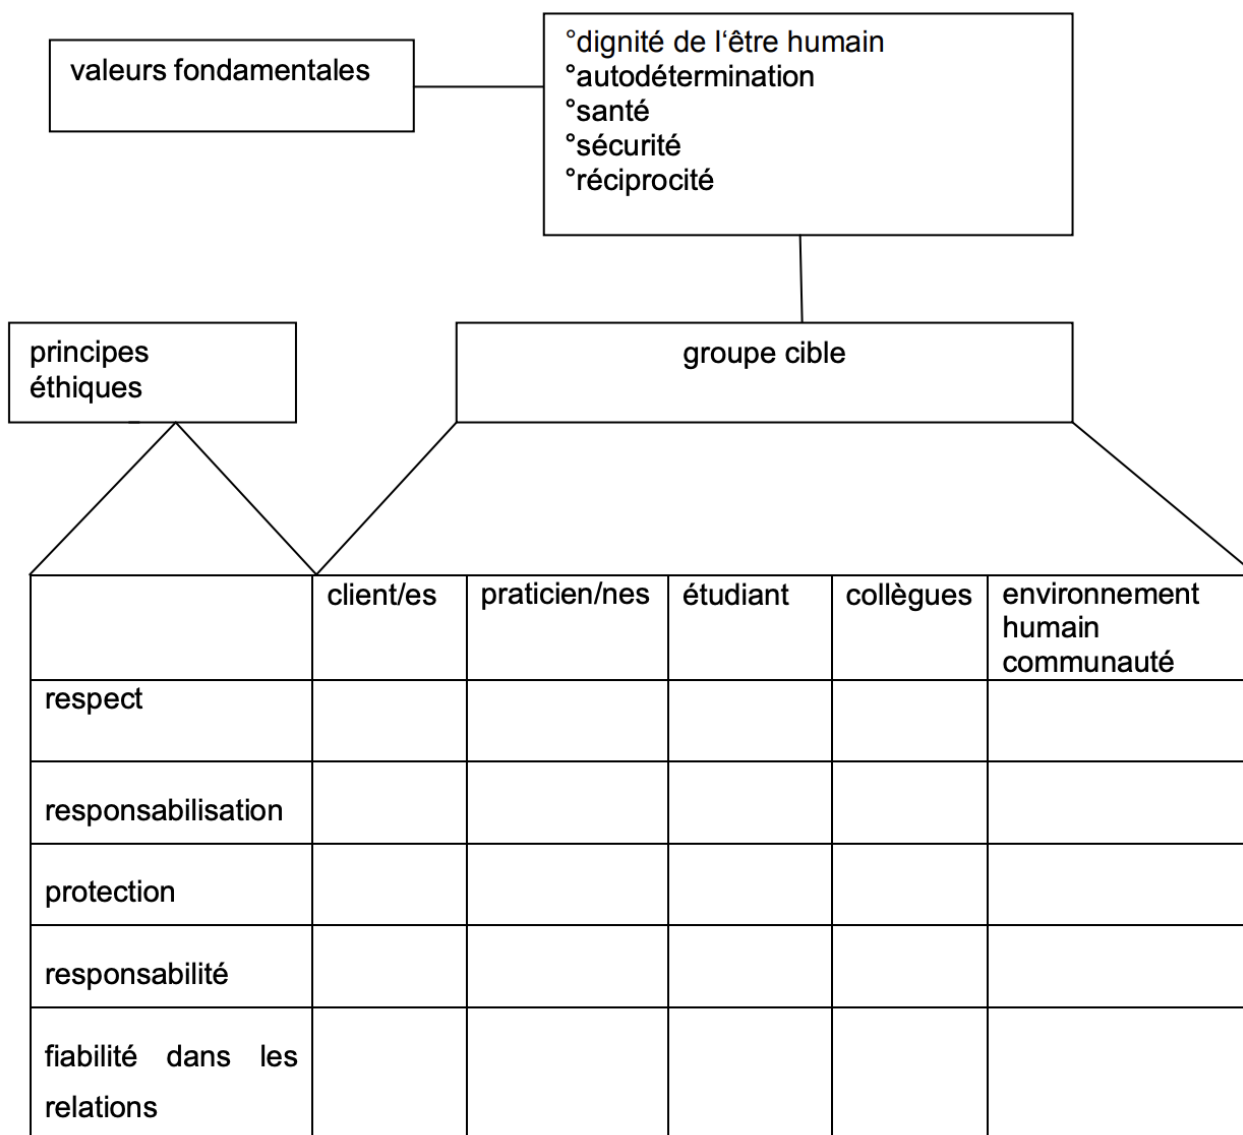 valeurs fondamentales
°dignité de l‘être humain
°autodétermination
°santé
°sécurité
°réciprocité
principes
éthiques
groupe cible
client/es
praticien/nes
étudiant
collègues
environnement
humain
communauté
respect
responsabilisation
protection
responsabilité
fiabilité dans les
relations